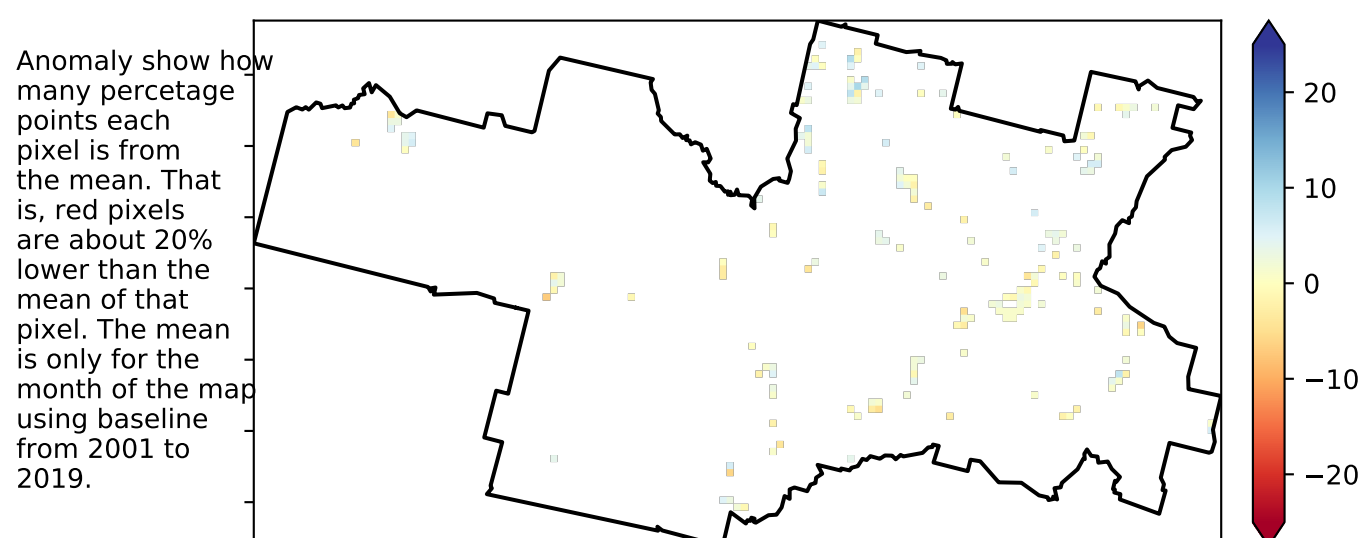 Anomaly show how
many percetage
points each
pixel is from
the mean. That
is, red pixels
are about 20%
lower than the
mean of that
pixel. The mean
is only for the
month of the map
using baseline
from 2001 to
2019.
20
10
0
−10
−20